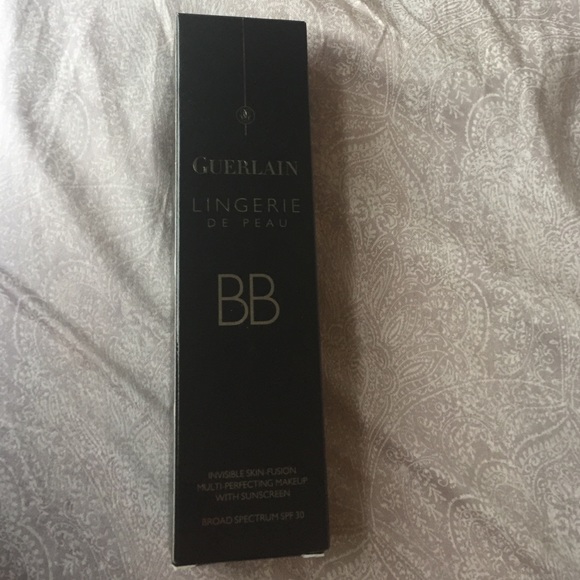 GUERLAIN
LINGERIE
DE PEAU
BB
INVISIBLE SKIN-FUSION
MULTI-PERFECTING MAKEUP
WITH SUNSCREEN
BROAD SPECTRUM SPF 30